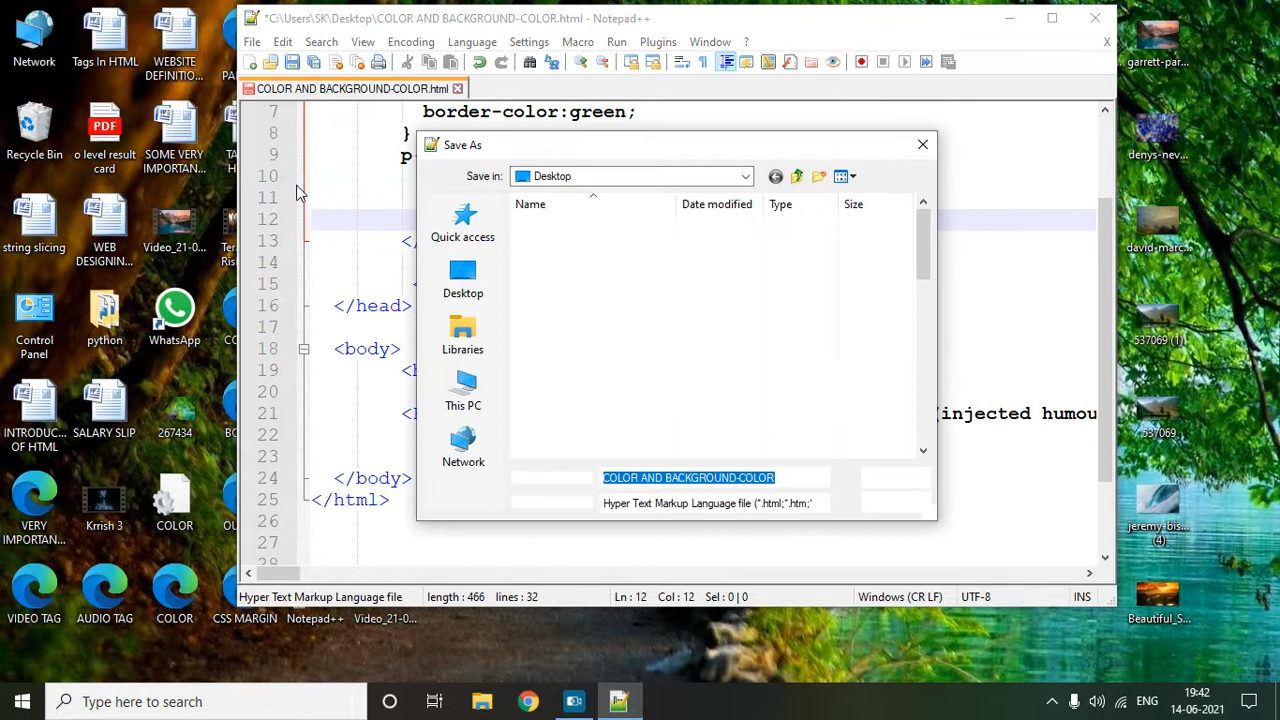 *C:\Users\SK\Desktop\COLOR AND BACKGROUND-COLOR.html - Notepad++
File Edit Search View Encoding Language Settings Macro Run Plugins Window ? X
COLOR AND BACKGROUND-COLOR.html
7 border-color:green;
8 }
9 p
10
11
12
13 </
14
15 <
16 </head>
17
18 <body>
19 <h
20
21 < (injected humou
22
23
24 </body>
25 </html>
26
27
28
Save As
Save in: Desktop
Name Date modified Type Size
Quick access
Desktop
Libraries
This PC
Network
COLOR AND BACKGROUND-COLOR
Hyper Text Markup Language file (*.html;*.htm;*
Hyper Text Markup Language file length : 466 lines : 32 Ln : 12 Col : 12 Sel : 0 | 0 Windows (CR LF) UTF-8 INS
Network
Tags In HTML
WEBSITE
DEFINITIO...
Recycle Bin
PDF
o level result
card
SOME VERY
IMPORTAN...
string slicing
WEB
DESIGNIN...
Video_21-0...
Control
Panel
python
WhatsApp
INTRODUC...
OF HTML
SALARY SLIP
267434
VERY
IMPORTAN...
Krrish 3
COLOR
VIDEO TAG
AUDIO TAG
COLOR
CSS MARGIN
Notepad++
Video_21-0...
garrett-par...
denys-nev...
david-marc...
537069 (1)
537069
jeremy-bis...
(4)
Beautiful_S...
Type here to search
ENG
19:42
14-06-2021